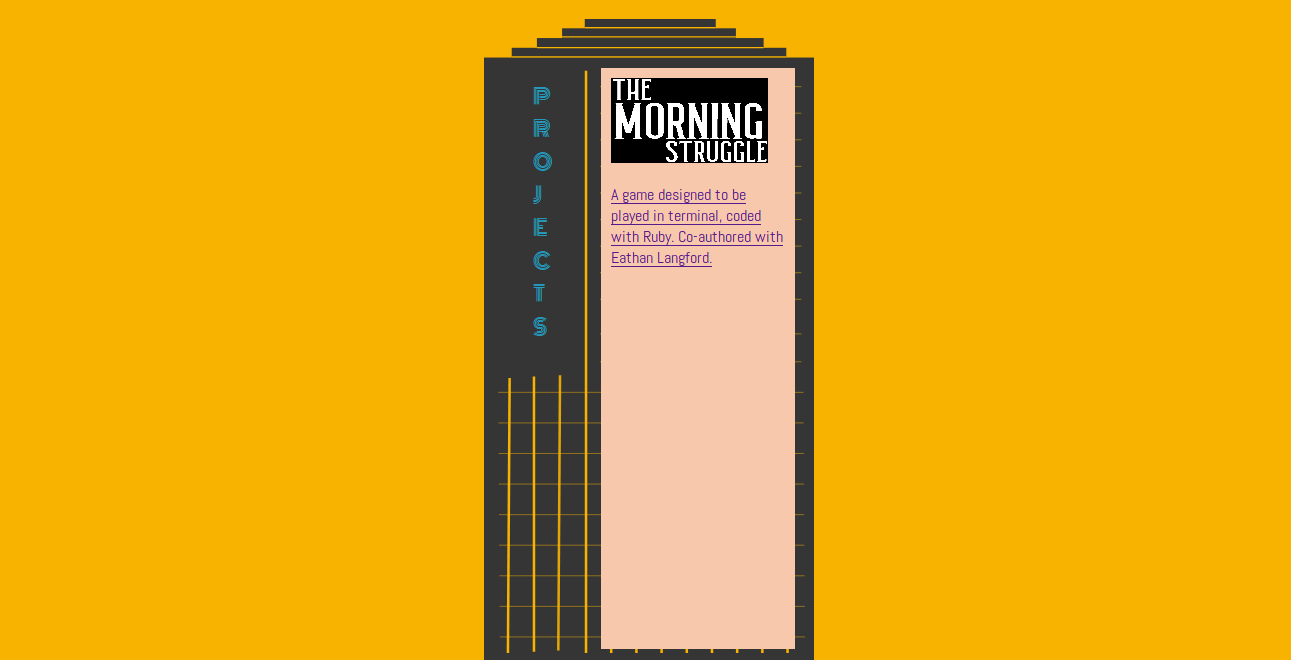 PROJECTS
THE
MORNING
STRUGGLE
A game designed to be
played in terminal, coded
with Ruby. Co-authored with
Eathan Langford.